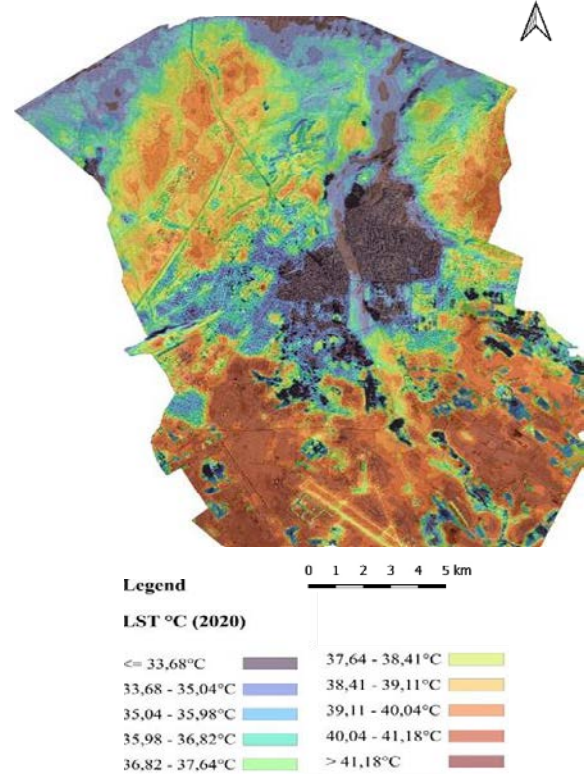 0 1 2 3 4 5 km
Legend
LST °C (2020)
<= 33,68°C
33,68 - 35,04°C
35,04 - 35,98°C
35,98 - 36,82°C
36,82 - 37,64°C
37,64 - 38,41°C
38,41 - 39,11°C
39,11 - 40,04°C
40,04 - 41,18°C
> 41,18°C